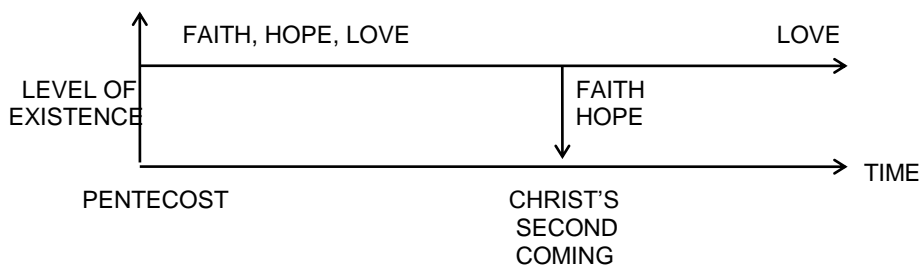 FAITH, HOPE, LOVE
LOVE
LEVEL OF
EXISTENCE
FAITH
HOPE
TIME
PENTECOST
CHRIST'S
SECOND
COMING